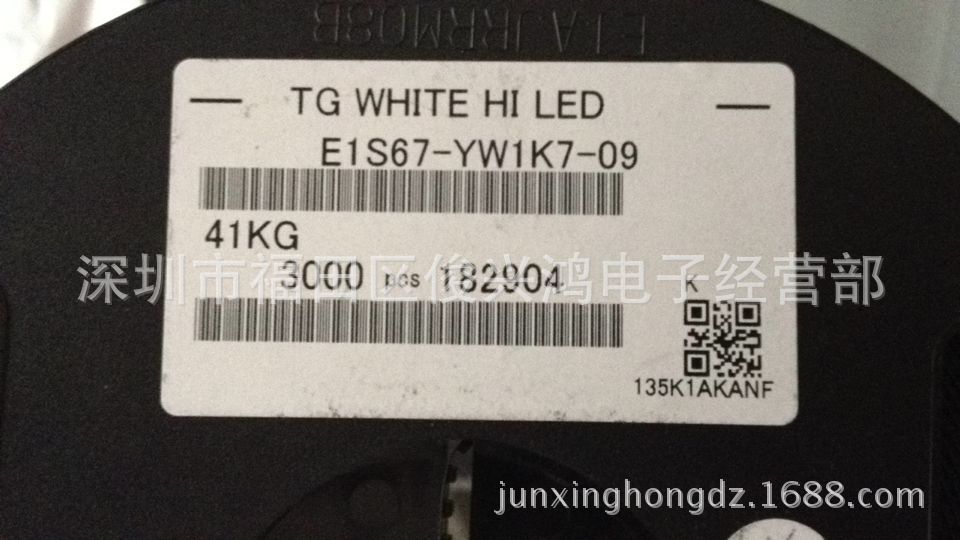 EIAJRRM08B
TG WHITE HI LED
E1S67-YW1K7-09
41KG
3000 pcs 182904
深圳市福田区俊兴鸿电子经营部
K
135K1AKANF
junxinghongdz.1688.com